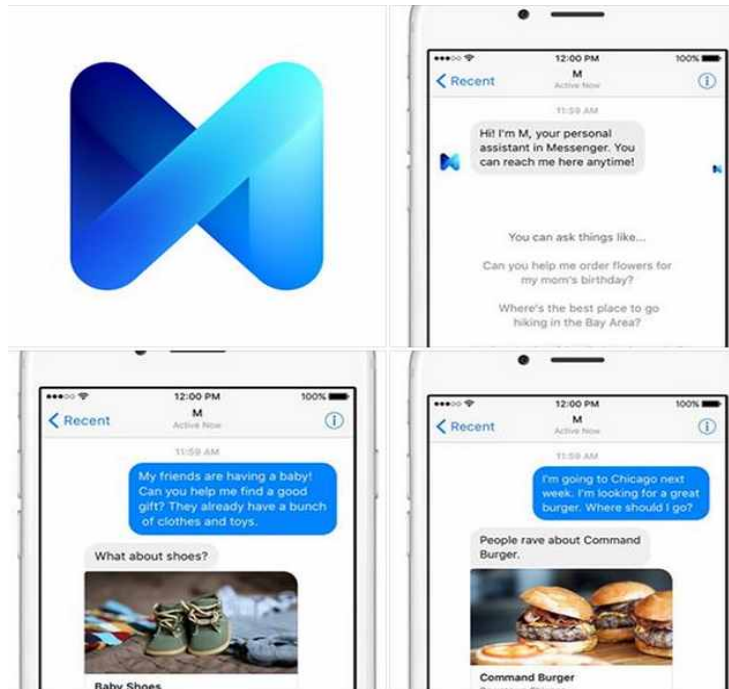 12:00 PM
100%
Recent
M
Active Now
11:59 AM
Hi! I'm M, your personal
assistant in Messenger. You
can reach me here anytime!
You can ask things like...
Can you help me order flowers for
my mom's birthday?
Where's the best place to go
hiking in the Bay Area?
12:00 PM
100%
Recent
M
Active Now
11:59 AM
My friends are having a baby!
Can you help me find a good
gift? They already have a bunch
of clothes and toys.
What about shoes?
Baby Shoes
12:00 PM
100%
Recent
M
Active Now
11:59 AM
I'm going to Chicago next
week. I'm looking for a great
burger. Where should I go?
People rave about Command
Burger.
Command Burger